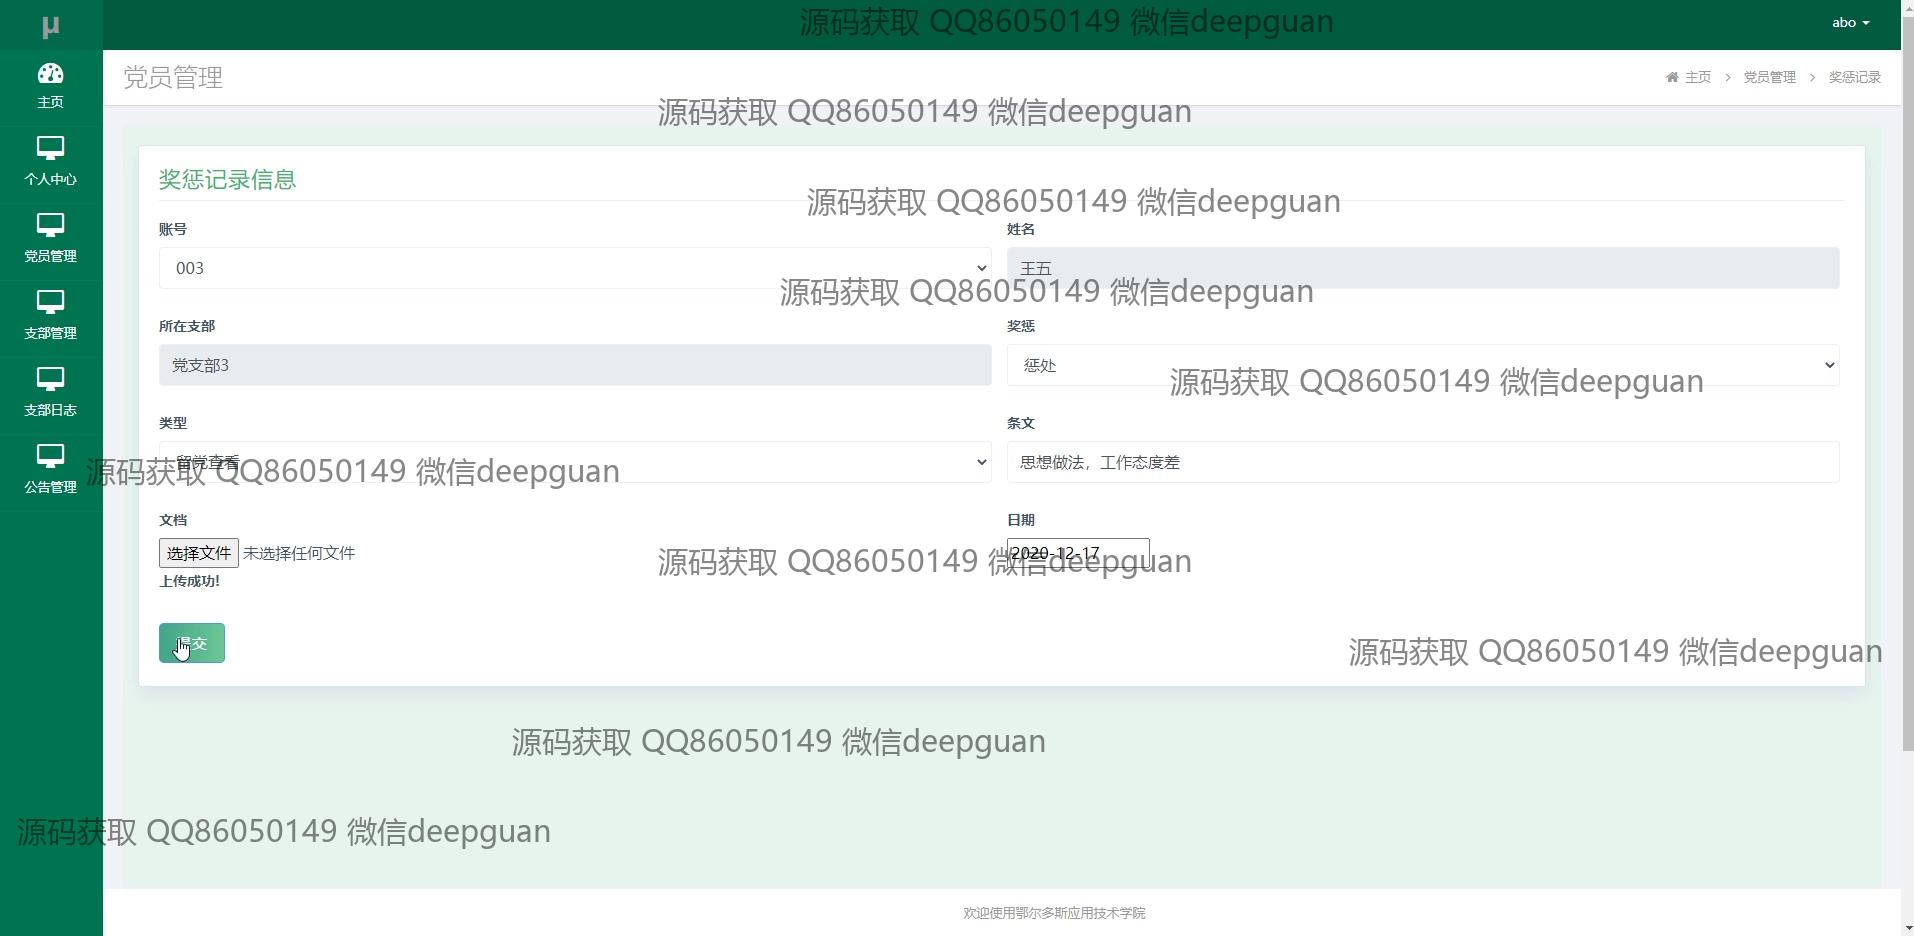 µ
源码获取 QQ86050149 微信deepguan
abo
主页
个人中心
党员管理
支部管理
支部日志
公告管理
党员管理
主页 > 党员管理 > 奖惩记录
源码获取 QQ86050149 微信deepguan
奖惩记录信息
源码获取 QQ86050149 微信deepguan
账号
003
姓名
王五
源码获取 QQ86050149 微信deepguan
所在支部
党支部3
奖惩
惩处
源码获取 QQ86050149 微信deepguan
类型
留党查看
源码获取 QQ86050149 微信deepguan
条文
思想做法，工作态度差
文档
选择文件 未选择任何文件
上传成功!
日期
2020-12-17
源码获取 QQ86050149 微信deepguan
提交
源码获取 QQ86050149 微信deepguan
源码获取 QQ86050149 微信deepguan
源码获取 QQ86050149 微信deepguan
欢迎使用鄂尔多斯应用技术学院